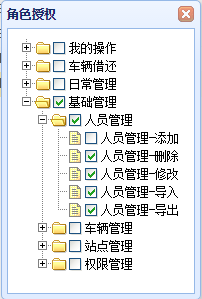 角色授权
我的操作
车辆借还
日常管理
基础管理
人员管理
人员管理-添加
人员管理-删除
人员管理-修改
人员管理-导入
人员管理-导出
车辆管理
站点管理
权限管理